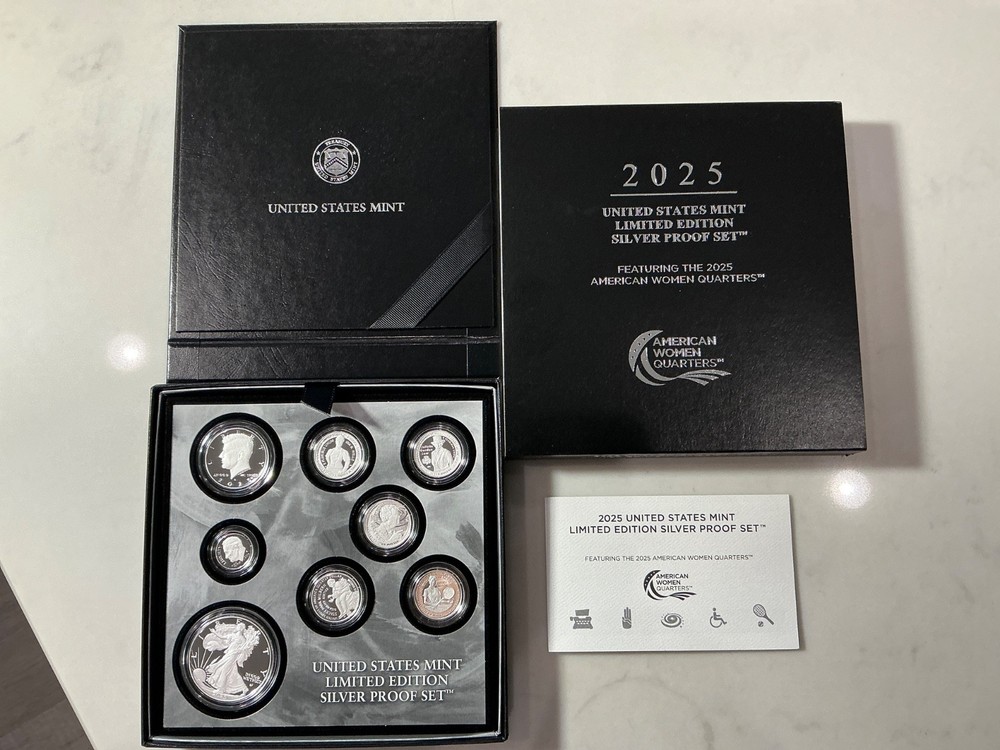 UNITED STATES MINT
2025
UNITED STATES MINT
LIMITED EDITION
SILVER PROOF SET™
FEATURING THE 2025
AMERICAN WOMEN QUARTERS™
AMERICAN
WOMEN
QUARTERS™
UNITED STATES MINT
LIMITED EDITION
SILVER PROOF SET™
2025 UNITED STATES MINT
LIMITED EDITION SILVER PROOF SET™
FEATURING THE 2025 AMERICAN WOMEN QUARTERS™
AMERICAN
WOMEN
QUARTERS™